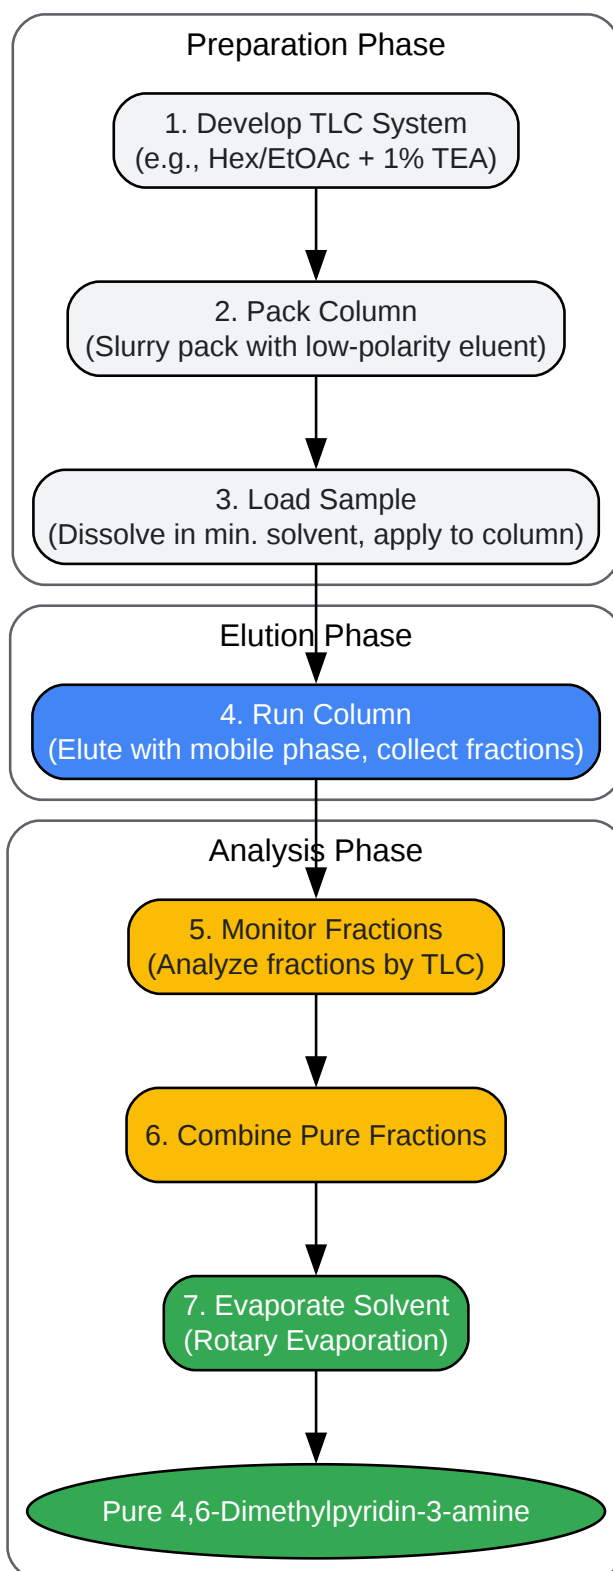 Preparation Phase
1. Develop TLC System
(e.g., Hex/EtOAc + 1% TEA)
2. Pack Column
(Slurry pack with low-polarity eluent)
3. Load Sample
(Dissolve in min. solvent, apply to column)
Elution Phase
4. Run Column
(Elute with mobile phase, collect fractions)
Analysis Phase
5. Monitor Fractions
(Analyze fractions by TLC)
6. Combine Pure Fractions
7. Evaporate Solvent
(Rotary Evaporation)
Pure 4,6-Dimethylpyridin-3-amine